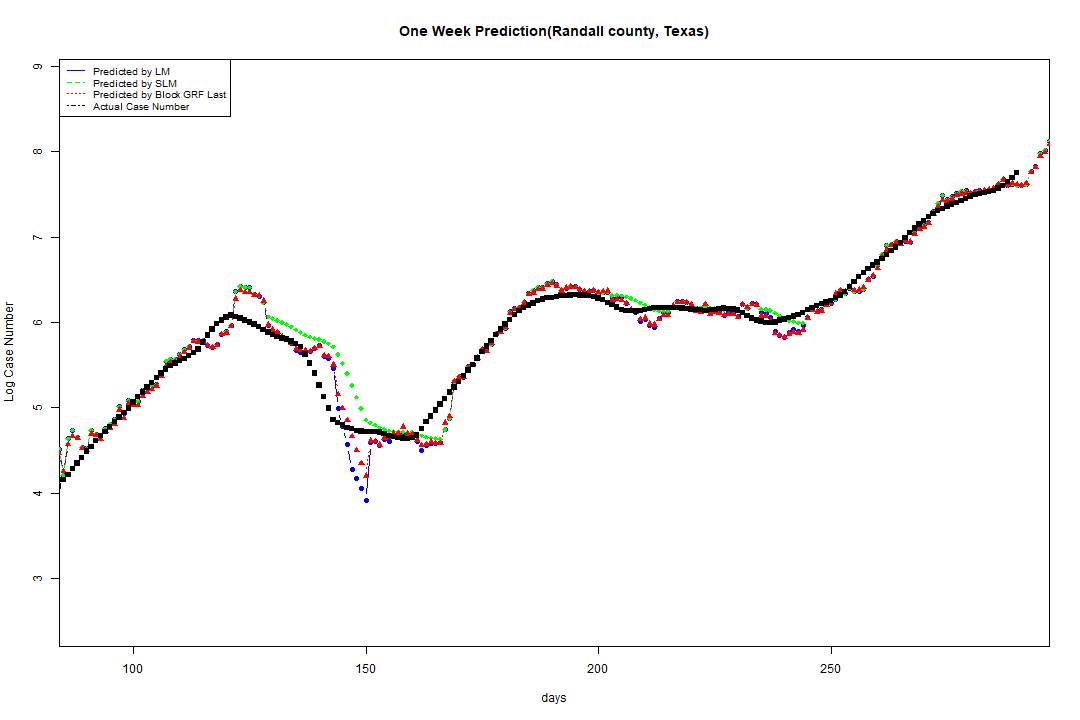 One Week Prediction(Randall county, Texas)
Predicted by LM
Predicted by SLM
Predicted by Block GRF Last
Actual Case Number
9
8
7
6
5
4
3
Log Case Number
100 150 200 250
days